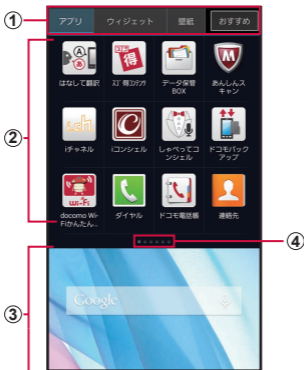 ①
アプリ ウィジェット 壁紙 おすすめ
②
はなして翻訳 ｽｺﾞ得ｺﾝﾃﾝﾂ データ保管BOX あんしんスキャン
iチャネル iコンシェル しゃべってコンシェル ドコモバックアップ
docomo Wi-Fiかんたん... ダイヤル ドコモ電話帳 連絡先
④
③
Google